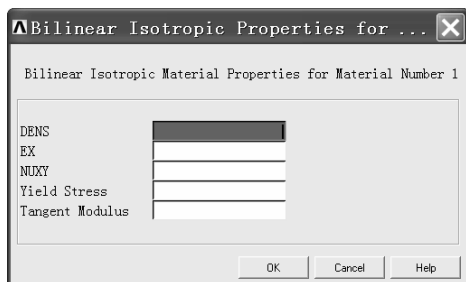 Bilinear Isotropic Properties for ...
Bilinear Isotropic Material Properties for Material Number 1
DENS
EX
NUXY
Yield Stress
Tangent Modulus
OK Cancel Help